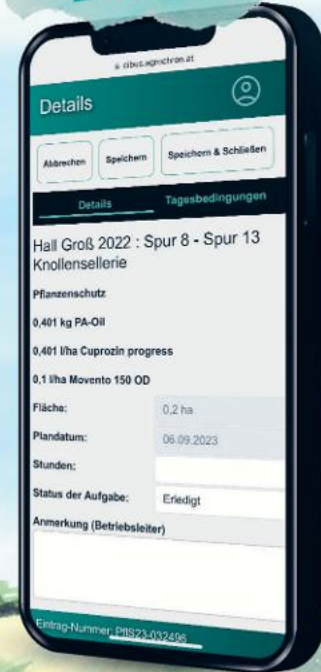 cibus.agrochron.at
Details
Abbrechen Speichern Speichern & Schließen
Details Tagesbedingungen
Hall Groß 2022 : Spur 8 - Spur 13
Knollensellerie
Pflanzenschutz
0,401 kg PA-Oil
0,401 l/ha Cuprozin progress
0,1 l/ha Movento 150 OD
Fläche: 0,2 ha
Plandatum: 06.09.2023
Stunden:
Status der Aufgabe: Erledigt
Anmerkung (Betriebsleiter)
Eintrag-Nummer: PflS23-032496